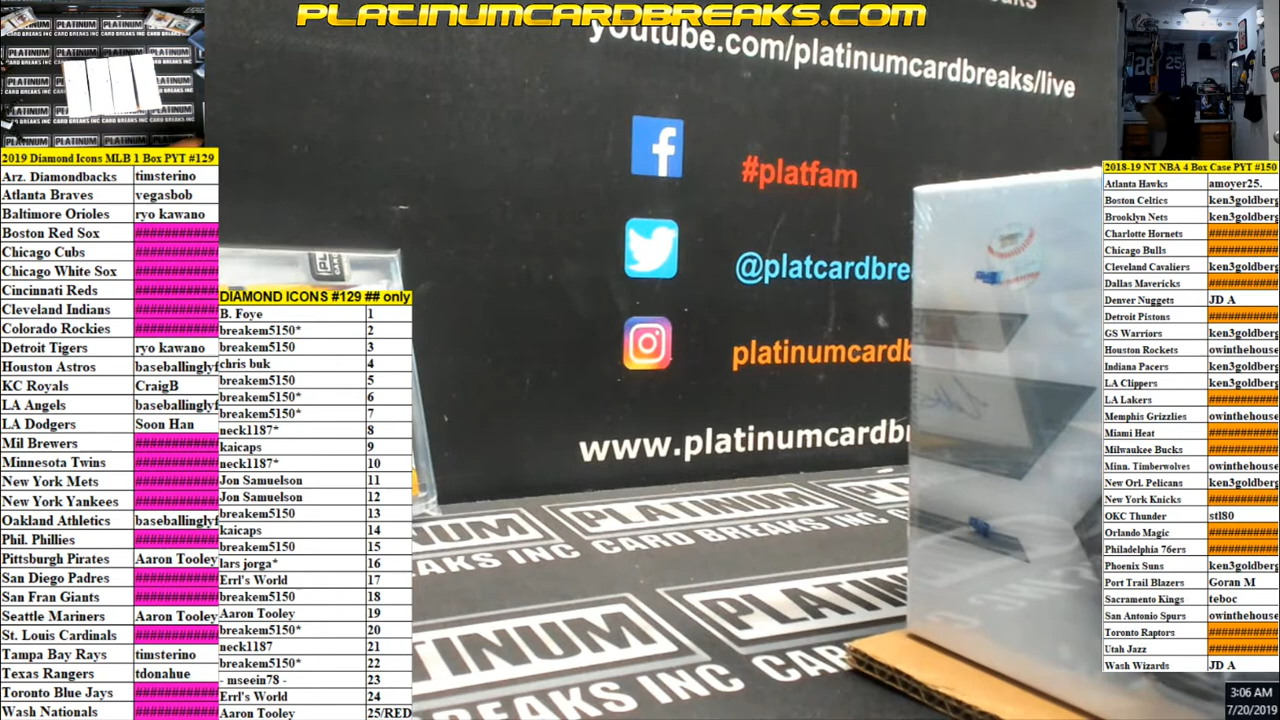 PLATINUMCARDBREAKS.COM
youtube.com/platinumcardbreaks/live
#platfam
@platcardbre
platinumcardb
www.platinumcardb
2019 Diamond Icons MLB 1 Box PYT #129
Arz. Diamondbacks timsterino
Atlanta Braves vegasbob
Baltimore Orioles ryo kawano
Boston Red Sox ############
Chicago Cubs ############
Chicago White Sox ############
Cincinnati Reds ############
Cleveland Indians ############
Colorado Rockies ############
Detroit Tigers ryo kawano
Houston Astros baseballinglyf
KC Royals CraigB
LA Angels baseballinglyf
LA Dodgers Soon Han
Mil Brewers ############
Minnesota Twins ############
New York Mets ############
New York Yankees ############
Oakland Athletics baseballinglyf
Phil. Phillies ############
Pittsburgh Pirates Aaron Tooley
San Diego Padres ############
San Fran Giants ############
Seattle Mariners Aaron Tooley
St. Louis Cardinals ############
Tampa Bay Rays timsterino
Texas Rangers tdonahue
Toronto Blue Jays ############
Wash Nationals ############
DIAMOND ICONS #129 ## only
B. Foye 1
breakem5150* 2
breakem5150 3
chris buk 4
breakem5150 5
breakem5150* 6
breakem5150* 7
neck1187* 8
kaicaps 9
neck1187* 10
Jon Samuelson 11
Jon Samuelson 12
breakem5150 13
kaicaps 14
breakem5150 15
lars jorga* 16
Errl's World 17
breakem5150 18
Aaron Tooley 19
breakem5150* 20
neck1187 21
breakem5150* 22
- mseein78 - 23
Errl's World 24
Aaron Tooley 25/RED
PLATINUM
CARD BREAKS INC
2018-19 NT NBA 4 Box Case PYT #150
Atlanta Hawks amoyer25.
Boston Celtics ken3goldberg
Brooklyn Nets ken3goldberg
Charlotte Hornets ###########
Chicago Bulls ###########
Cleveland Cavaliers ken3goldberg
Dallas Mavericks ###########
Denver Nuggets JD A
Detroit Pistons ###########
GS Warriors ken3goldberg
Houston Rockets owinthehouse
Indiana Pacers ken3goldberg
LA Clippers ken3goldberg
LA Lakers ###########
Memphis Grizzlies owinthehouse
Miami Heat ###########
Milwaukee Bucks ###########
Minn. Timberwolves owinthehouse
New Orl. Pelicans ken3goldberg
New York Knicks ###########
OKC Thunder stl80
Orlando Magic ###########
Philadelphia 76ers ###########
Phoenix Suns ken3goldberg
Port Trail Blazers Goran M
Sacramento Kings teboc
San Antonio Spurs owinthehouse
Toronto Raptors ###########
Utah Jazz ###########
Wash Wizards JD A
3:06 AM
7/20/2019